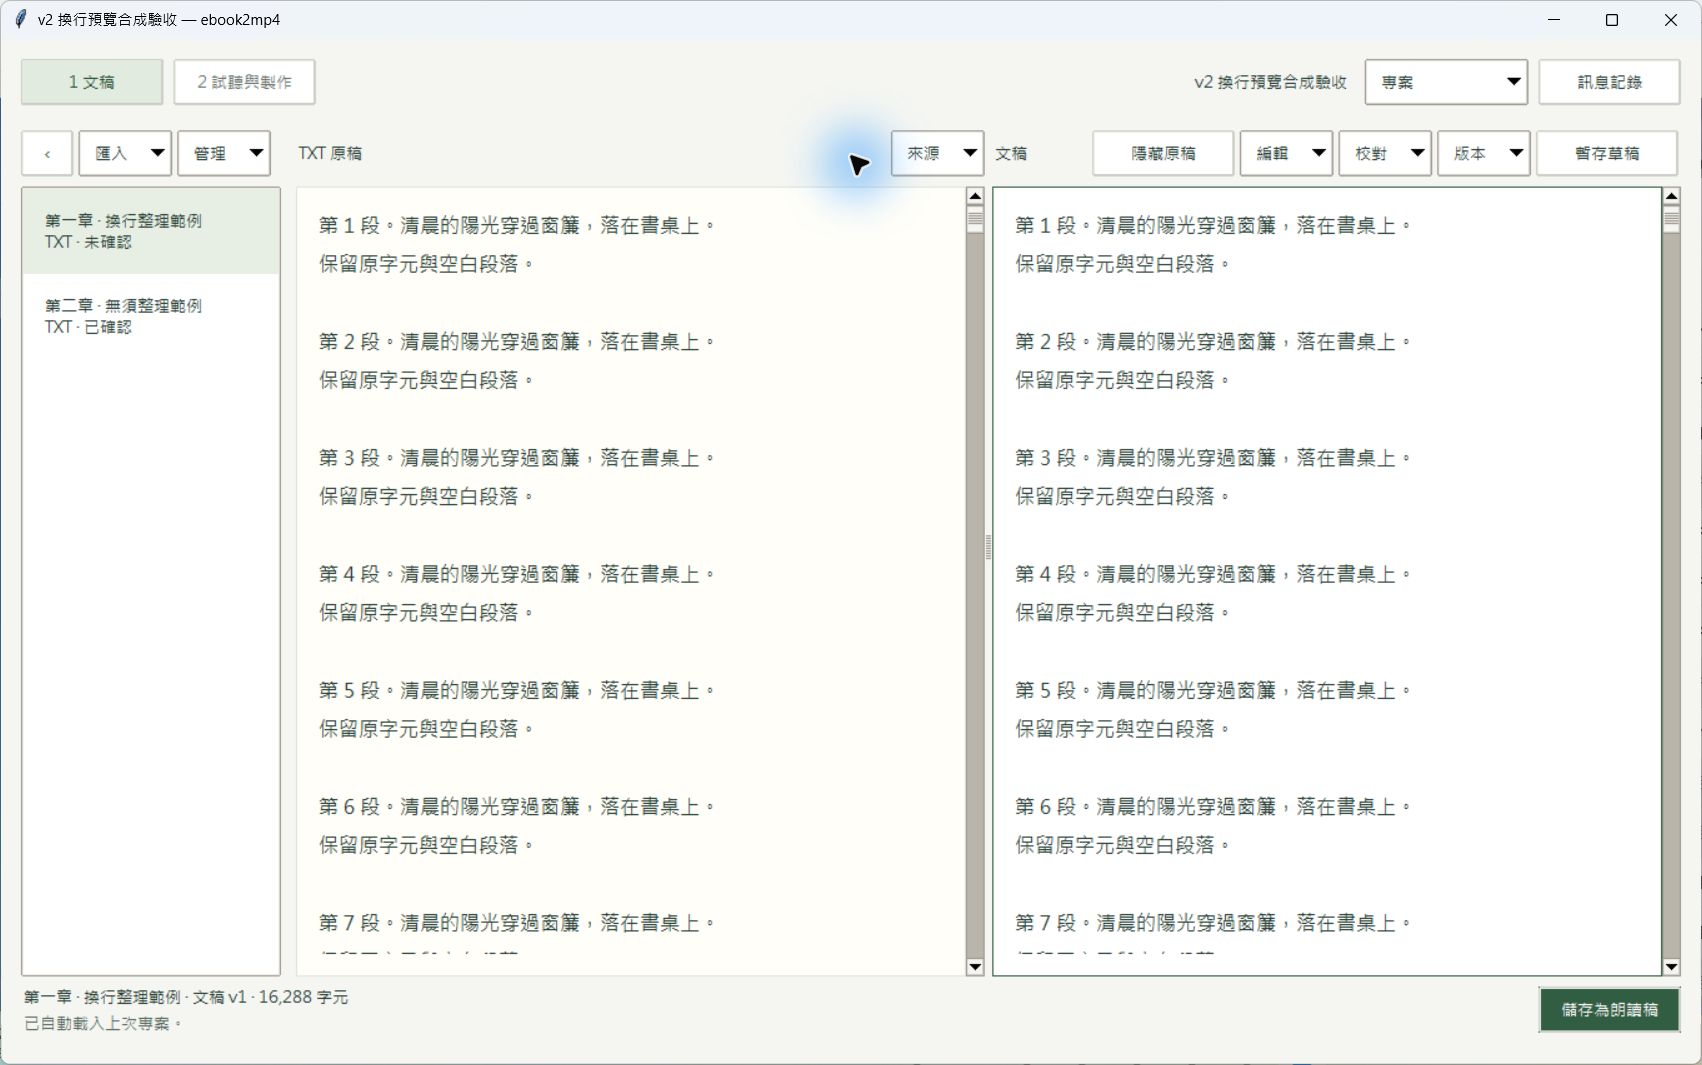 v2 換行預覽合成驗收 — ebook2mp4
1 文稿
2 試聽與製作
v2 換行預覽合成驗收
專案
訊息記錄
‹
匯入
管理
TXT 原稿
來源
文稿
隱藏原稿
編輯
校對
版本
暫存草稿
第一章 · 換行整理範例
TXT · 未確認
第二章 · 無須整理範例
TXT · 已確認
第 1 段。清晨的陽光穿過窗簾，落在書桌上。
保留原字元與空白段落。
第 2 段。清晨的陽光穿過窗簾，落在書桌上。
保留原字元與空白段落。
第 3 段。清晨的陽光穿過窗簾，落在書桌上。
保留原字元與空白段落。
第 4 段。清晨的陽光穿過窗簾，落在書桌上。
保留原字元與空白段落。
第 5 段。清晨的陽光穿過窗簾，落在書桌上。
保留原字元與空白段落。
第 6 段。清晨的陽光穿過窗簾，落在書桌上。
保留原字元與空白段落。
第 7 段。清晨的陽光穿過窗簾，落在書桌上。
第 1 段。清晨的陽光穿過窗簾，落在書桌上。
保留原字元與空白段落。
第 2 段。清晨的陽光穿過窗簾，落在書桌上。
保留原字元與空白段落。
第 3 段。清晨的陽光穿過窗簾，落在書桌上。
保留原字元與空白段落。
第 4 段。清晨的陽光穿過窗簾，落在書桌上。
保留原字元與空白段落。
第 5 段。清晨的陽光穿過窗簾，落在書桌上。
保留原字元與空白段落。
第 6 段。清晨的陽光穿過窗簾，落在書桌上。
保留原字元與空白段落。
第 7 段。清晨的陽光穿過窗簾，落在書桌上。
第一章 · 換行整理範例 · 文稿 v1 · 16,288 字元
已自動載入上次專案。
儲存為朗讀稿